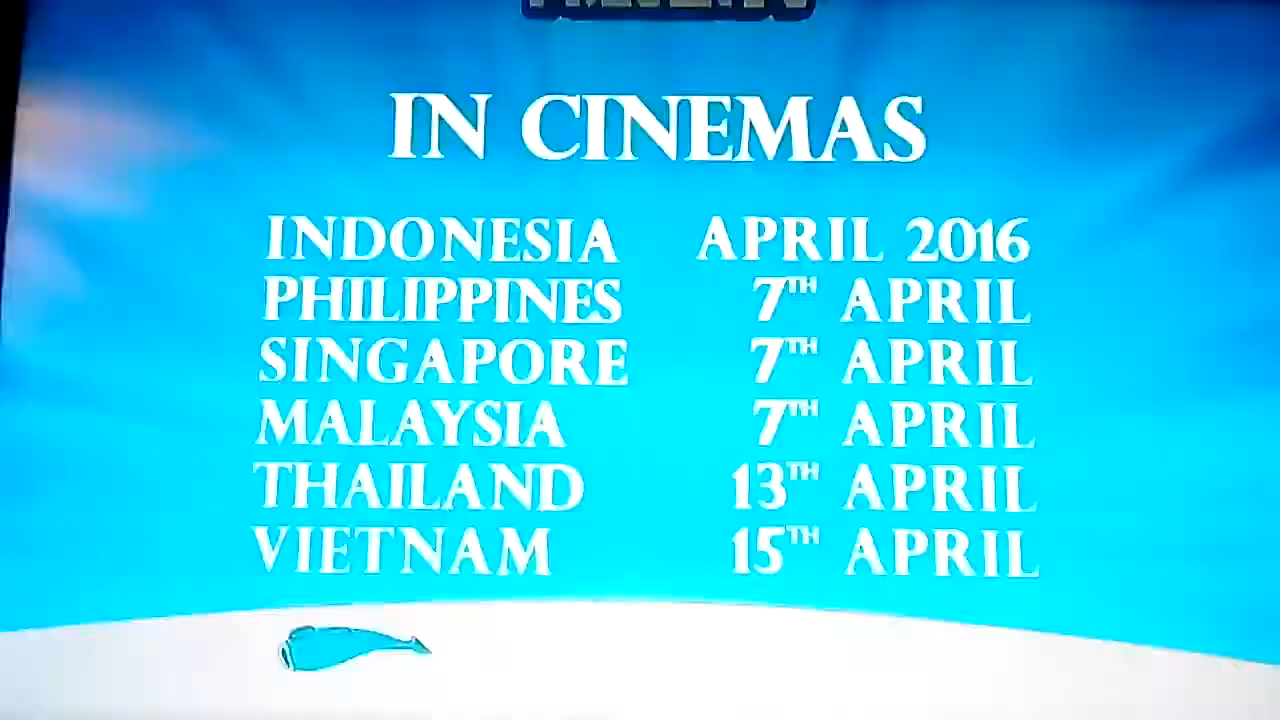 IN CINEMAS
INDONESIA APRIL 2016
PHILIPPINES 7TH APRIL
SINGAPORE 7TH APRIL
MALAYSIA 7TH APRIL
THAILAND 13TH APRIL
VIETNAM 15TH APRIL